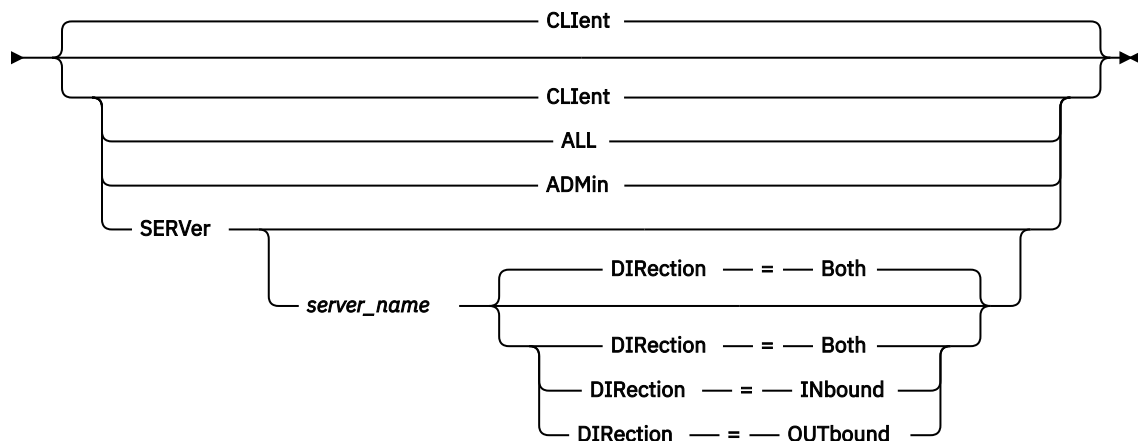 CLIent
CLIent
ALL
ADMin
SERVer
DIRection = Both
server_name
DIRection = Both
DIRection = INbound
DIRection = OUTbound